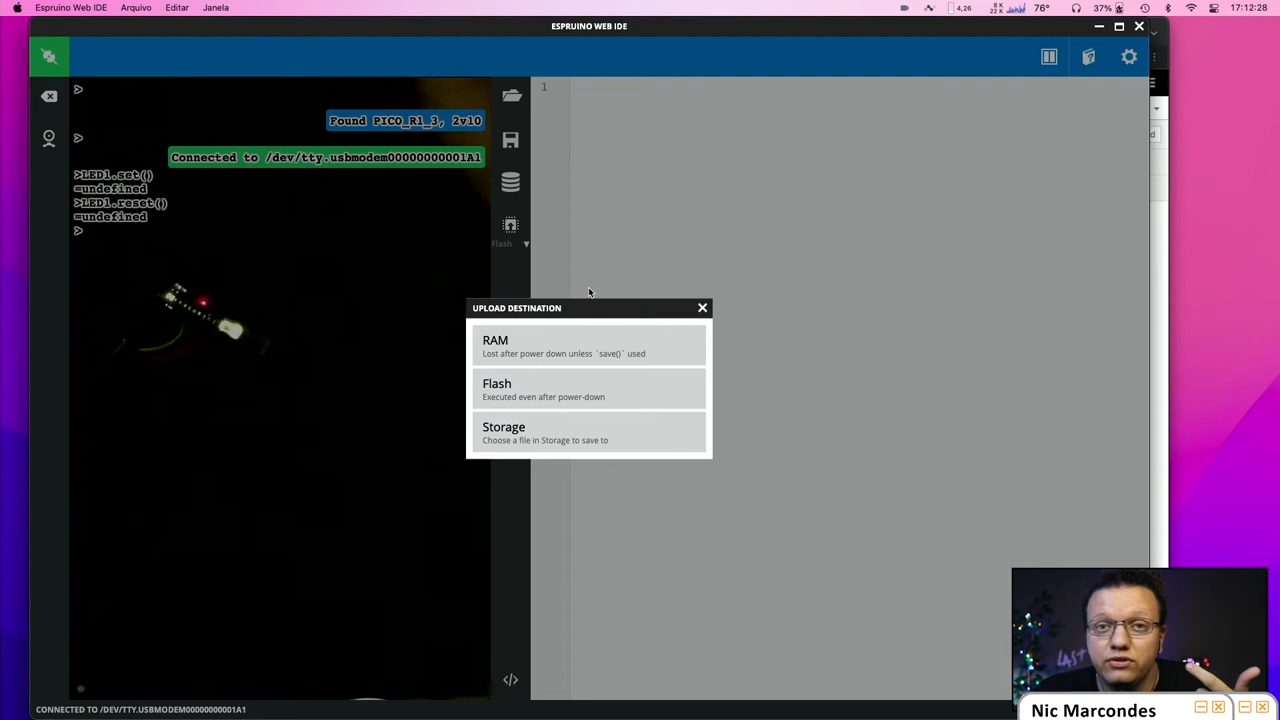 Espruino Web IDE
Arquivo
Editar
Janela
4,26
76°
37%
17:12:28
ESPRUINO WEB IDE
>
Found PICO_R1_3, 2v10
>
Connected to /dev/tty.usbmodem00000000001A1
>LED1.set()
=undefined
>LED1.reset()
=undefined
>
Flash ▼
1
UPLOAD DESTINATION
RAM
Lost after power down unless `save()` used
Flash
Executed even after power-down
Storage
Choose a file in Storage to save to
CONNECTED TO /DEV/TTY.USBMODEM00000000001A1
LAST
Nic Marcondes